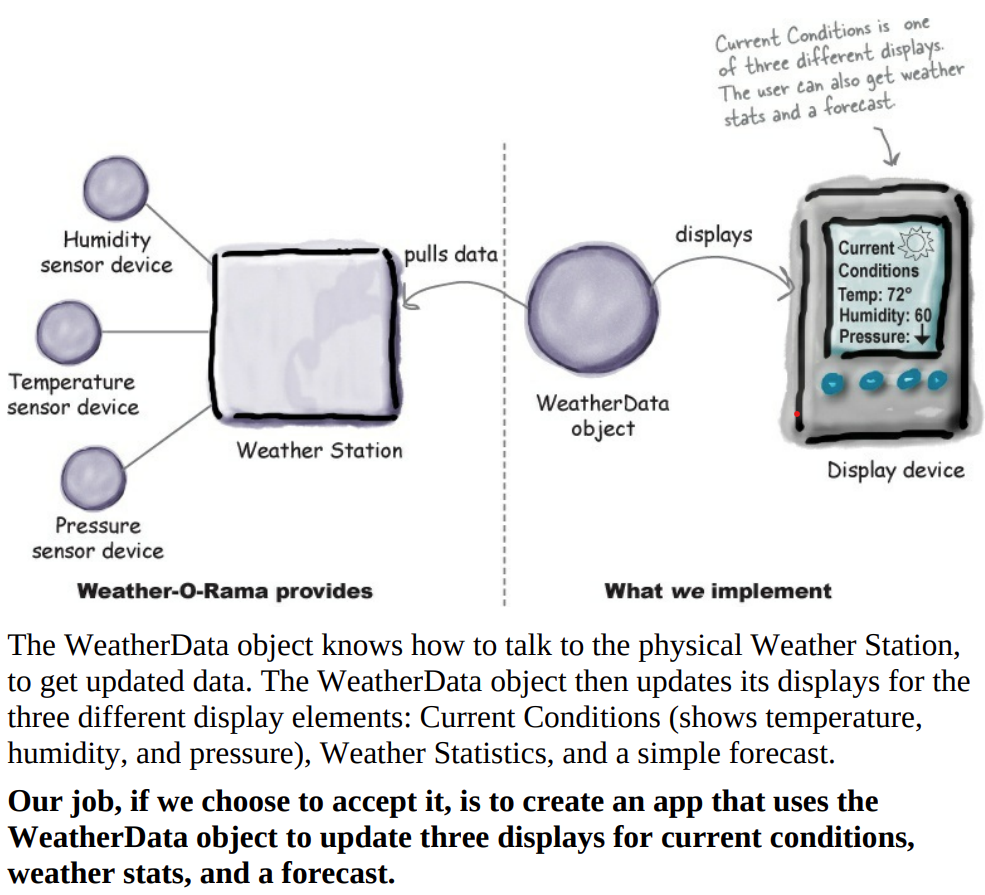 Current Conditions is one
of three different displays.
The user can also get weather
stats and a forecast.
Humidity
sensor device
Temperature
sensor device
Pressure
sensor device
Weather Station
pulls data
WeatherData
object
displays
Current
Conditions
Temp: 72°
Humidity: 60
Pressure:
Display device
Weather-O-Rama provides
What we implement
The WeatherData object knows how to talk to the physical Weather Station,
to get updated data. The WeatherData object then updates its displays for the
three different display elements: Current Conditions (shows temperature,
humidity, and pressure), Weather Statistics, and a simple forecast.
Our job, if we choose to accept it, is to create an app that uses the
WeatherData object to update three displays for current conditions,
weather stats, and a forecast.